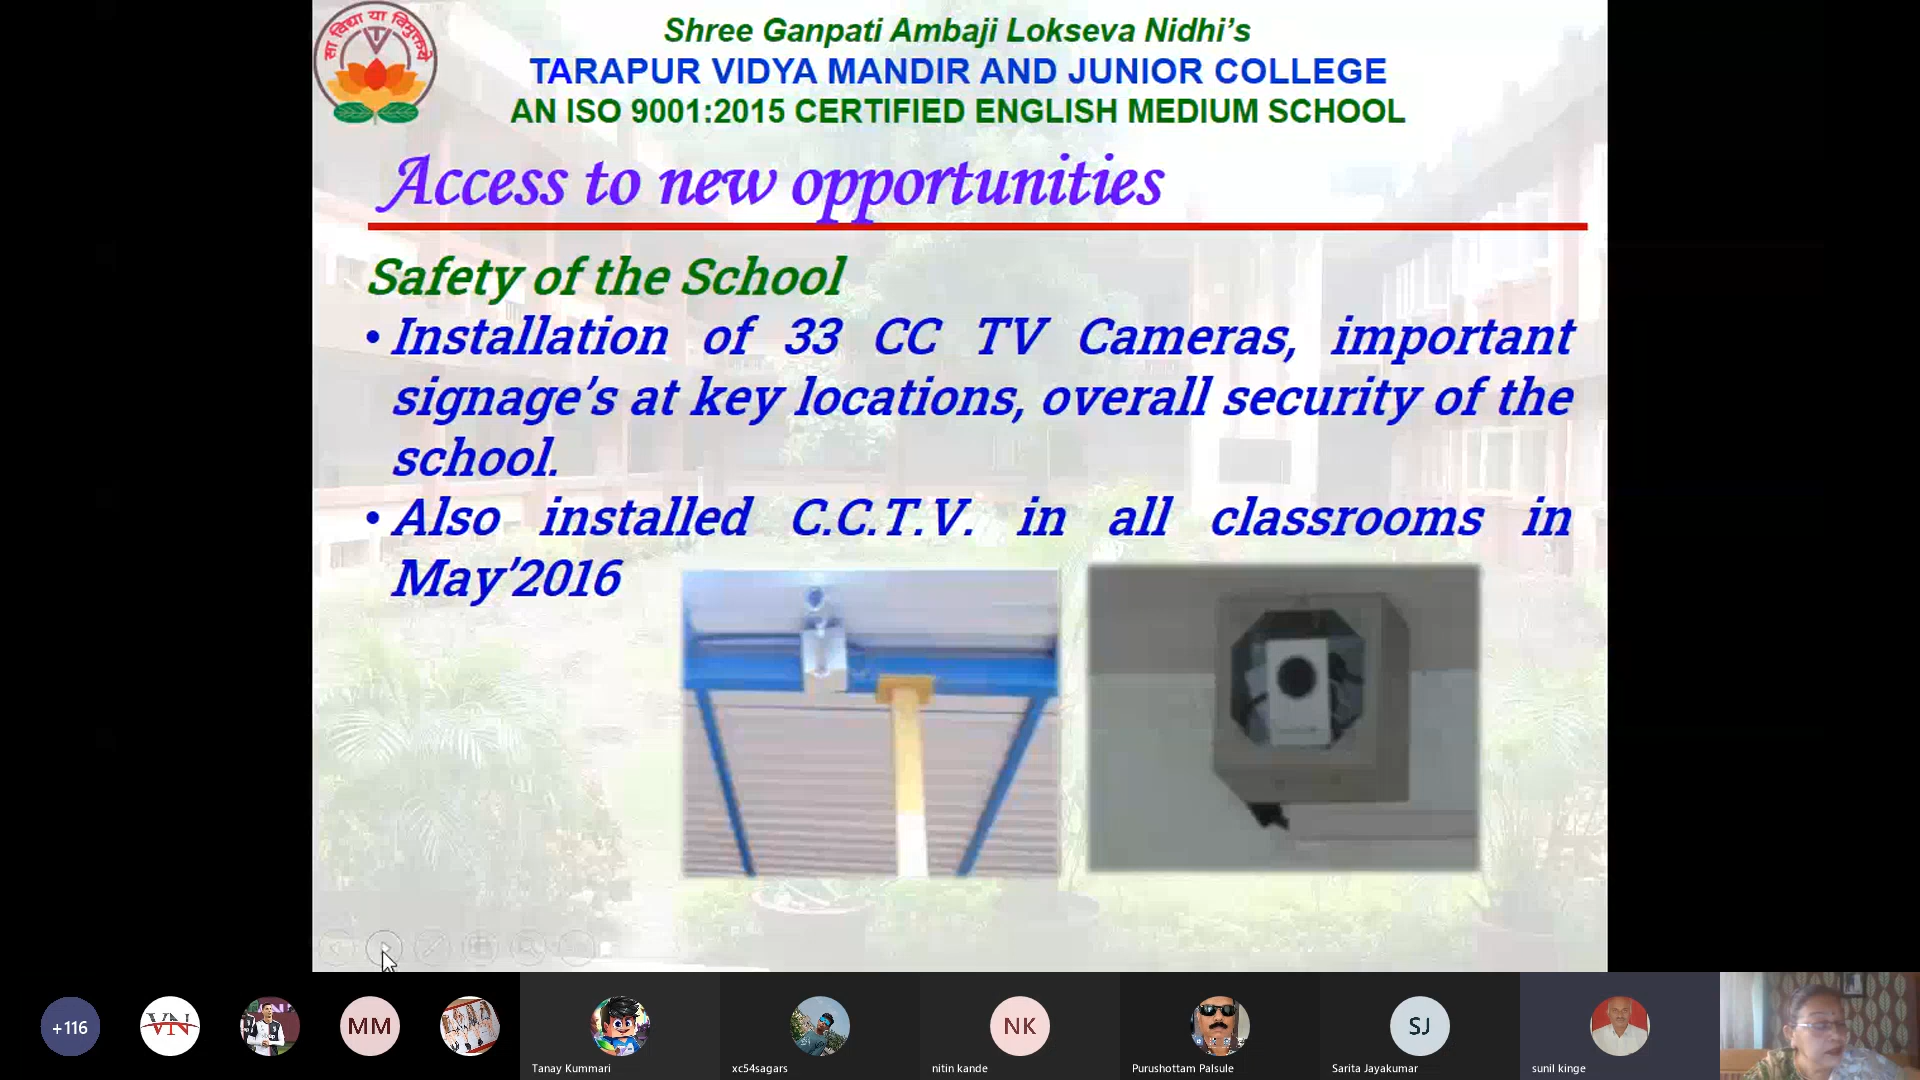 सा विद्या या विमुक्तये
Shree Ganpati Ambaji Lokseva Nidhi's
TARAPUR VIDYA MANDIR AND JUNIOR COLLEGE
AN ISO 9001:2015 CERTIFIED ENGLISH MEDIUM SCHOOL
Access to new opportunities
Safety of the School
• Installation of 33 CC TV Cameras, important
signage's at key locations, overall security of the
school.
• Also installed C.C.T.V. in all classrooms in
May'2016
+116
VN
MM
NK
SJ
Tanay Kummari
xc54sagars
nitin kande
Purushottam Palsule
Sarita Jayakumar
sunil kinge